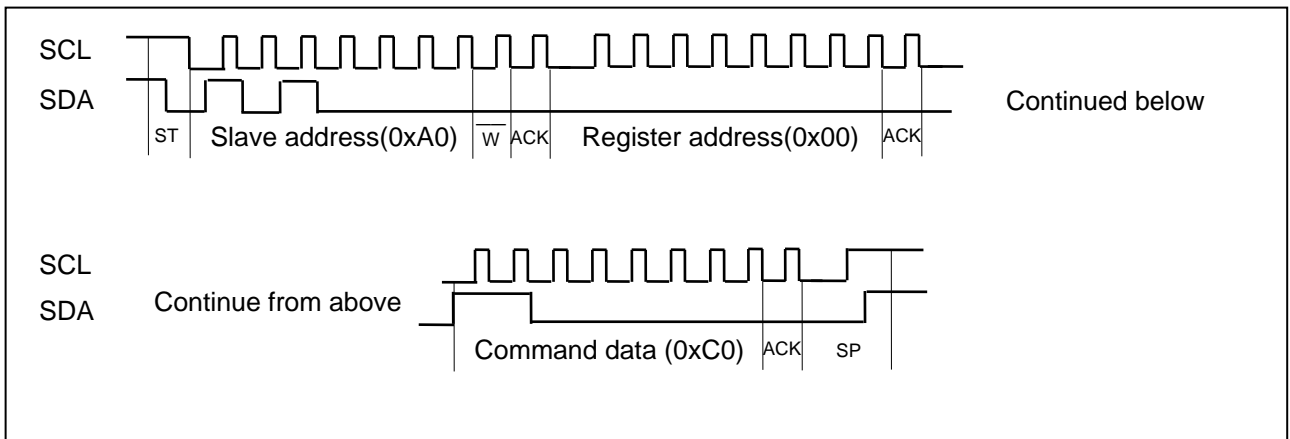 SCL
SDA
Continued below
ST Slave address(0xA0) W ACK Register address(0x00) ACK
SCL
SDA Continue from above
Command data (0xC0) ACK SP